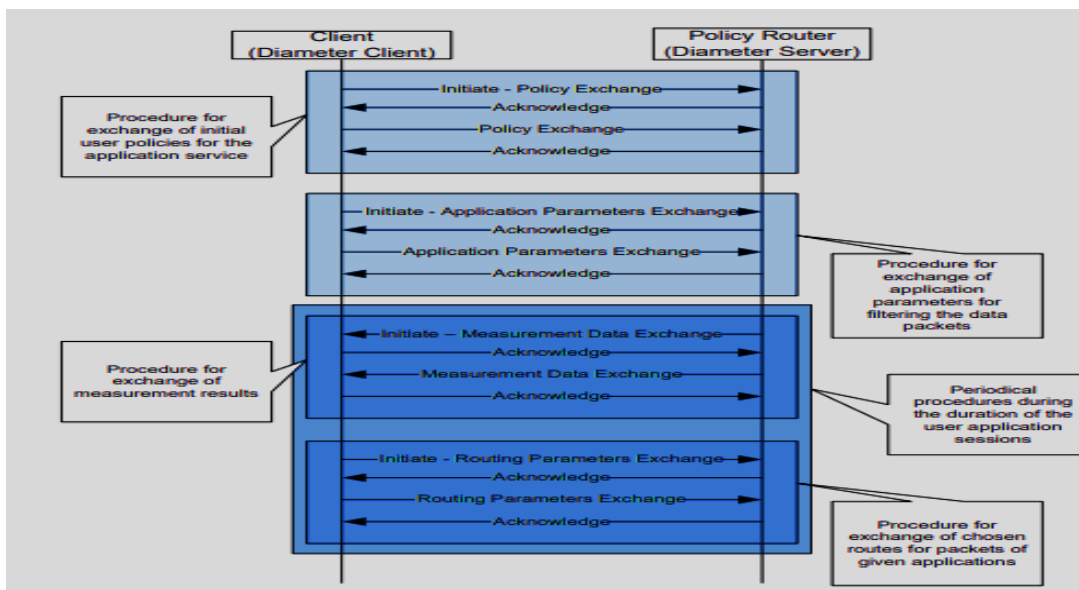 Client
(Diameter Client)
Policy Router
(Diameter Server)
Initiate - Policy Exchange
Acknowledge
Policy Exchange
Acknowledge
Procedure for
exchange of initial
user policies for the
application service
Initiate - Application Parameters Exchange
Acknowledge
Application Parameters Exchange
Acknowledge
Procedure for
exchange of
application
parameters for
filtering the data
packets
Initiate – Measurement Data Exchange
Acknowledge
Measurement Data Exchange
Acknowledge
Procedure for
exchange of
measurement results
Periodical
procedures during
the duration of the
user application
sessions
Initiate - Routing Parameters Exchange
Acknowledge
Routing Parameters Exchange
Acknowledge
Procedure for
exchange of chosen
routes for packets of
given applications